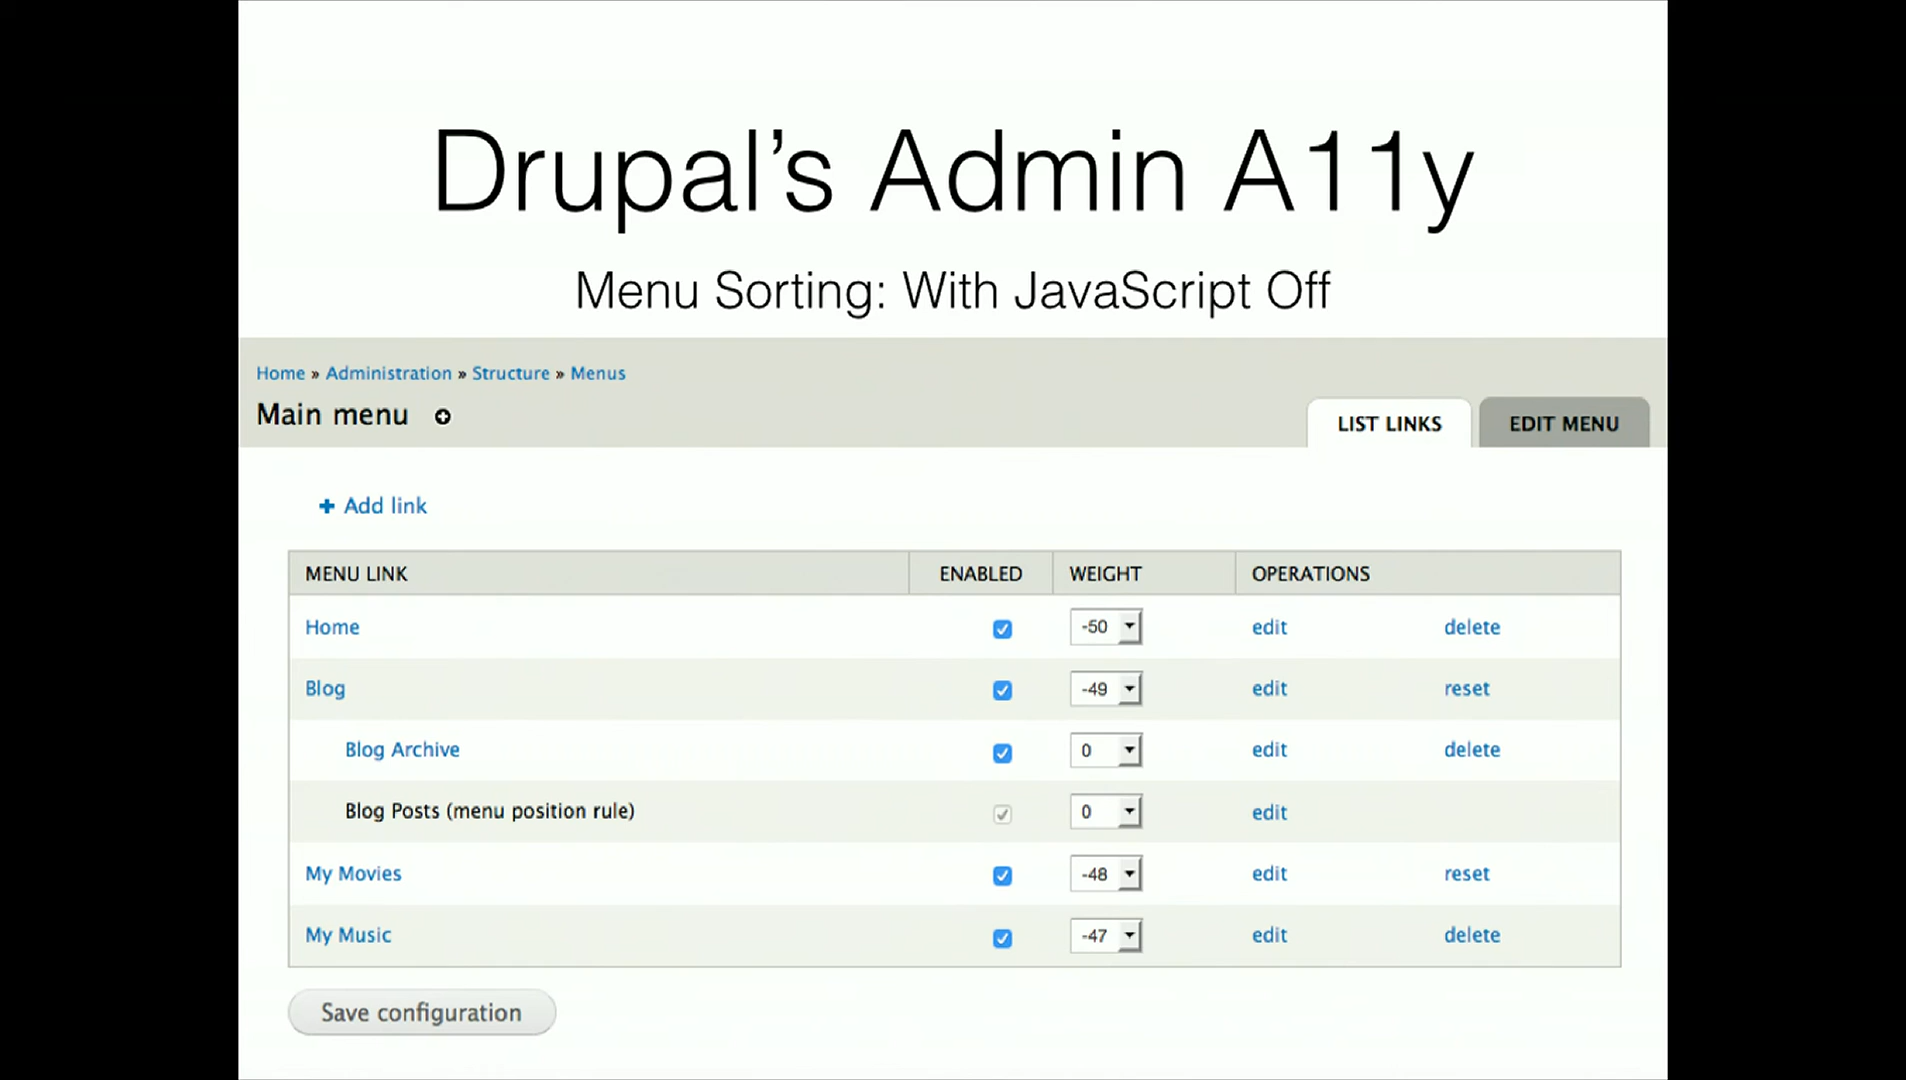 Drupal’s Admin A11y
Menu Sorting: With JavaScript Off
Home » Administration » Structure » Menus
Main menu
LIST LINKS
EDIT MENU
Add link
MENU LINK ENABLED WEIGHT OPERATIONS
Home -50 edit delete
Blog -49 edit reset
Blog Archive 0 edit delete
Blog Posts (menu position rule) 0 edit
My Movies -48 edit reset
My Music -47 edit delete
Save configuration